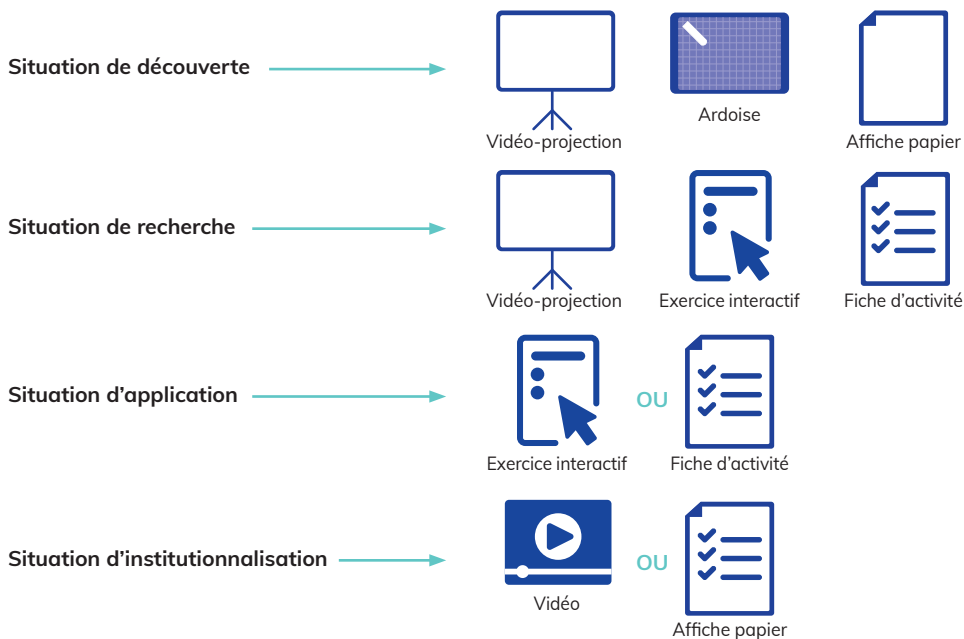 Situation de découverte
Vidéo-projection
Ardoise
Affiche papier
Situation de recherche
Vidéo-projection
Exercice interactif
Fiche d’activité
Situation d’application
Exercice interactif
OU
Fiche d’activité
Situation d’institutionnalisation
Vidéo
OU
Affiche papier